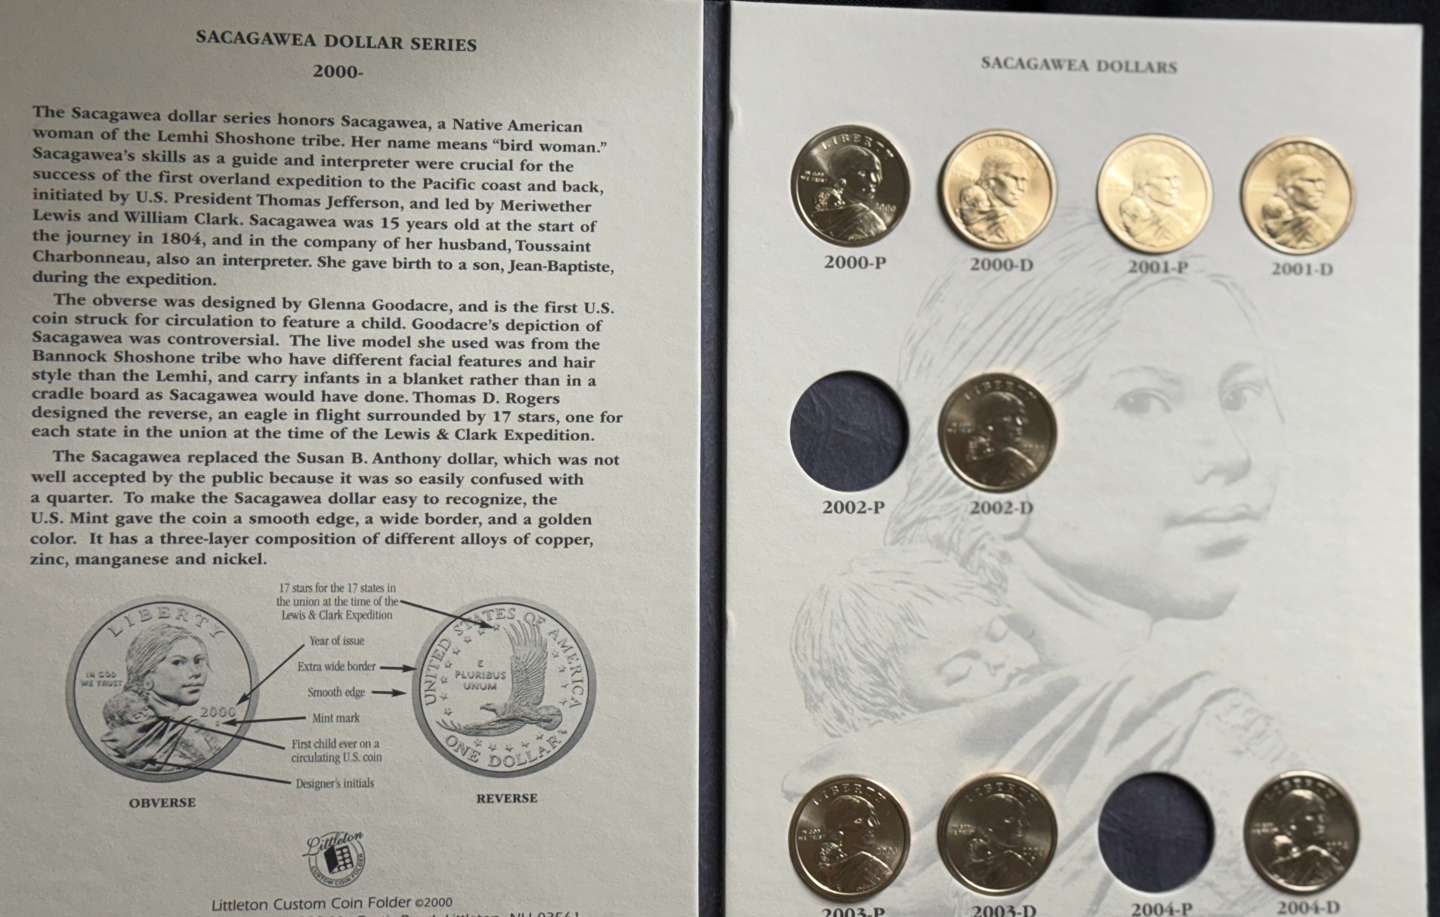 SACAGAWEA DOLLAR SERIES
2000-
The Sacagawea dollar series honors Sacagawea, a Native American
woman of the Lemhi Shoshone tribe. Her name means “bird woman.”
Sacagawea’s skills as a guide and interpreter were crucial for the
success of the first overland expedition to the Pacific coast and back,
initiated by U.S. President Thomas Jefferson, and led by Meriwether
Lewis and William Clark. Sacagawea was 15 years old at the start of
the journey in 1804, and in the company of her husband, Toussaint
Charbonneau, also an interpreter. She gave birth to a son, Jean-Baptiste,
during the expedition.
The obverse was designed by Glenna Goodacre, and is the first U.S.
coin struck for circulation to feature a child. Goodacre’s depiction of
Sacagawea was controversial. The live model she used was from the
Bannock Shoshone tribe who have different facial features and hair
style than the Lemhi, and carry infants in a blanket rather than in a
cradle board as Sacagawea would have done. Thomas D. Rogers
designed the reverse, an eagle in flight surrounded by 17 stars, one for
each state in the union at the time of the Lewis & Clark Expedition.
The Sacagawea replaced the Susan B. Anthony dollar, which was not
well accepted by the public because it was so easily confused with
a quarter. To make the Sacagawea dollar easy to recognize, the
U.S. Mint gave the coin a smooth edge, a wide border, and a golden
color. It has a three-layer composition of different alloys of copper,
zinc, manganese and nickel.
LIBERTY
IN GOD
WE TRUST
2000
OBVERSE
17 stars for the 17 states in
the union at the time of the
Lewis & Clark Expedition
Year of issue
Extra wide border
Smooth edge
Mint mark
First child ever on a
circulating U.S. coin
Designer's initials
UNITED STATES OF AMERICA
E
PLURIBUS
UNUM
ONE DOLLAR
REVERSE
Littleton
CUSTOM COIN FOLDER
Littleton Custom Coin Folder ©2000
SACAGAWEA DOLLARS
LIBERTY
IN GOD
WE TRUST
2000
2000-P
LIBERTY
2000-D
LIBERTY
2001-P
LIBERTY
2001-D
2002-P
LIBERTY
2002-D
LIBERTY
2003-P
LIBERTY
2003-D
2004-P
LIBERTY
2004-D